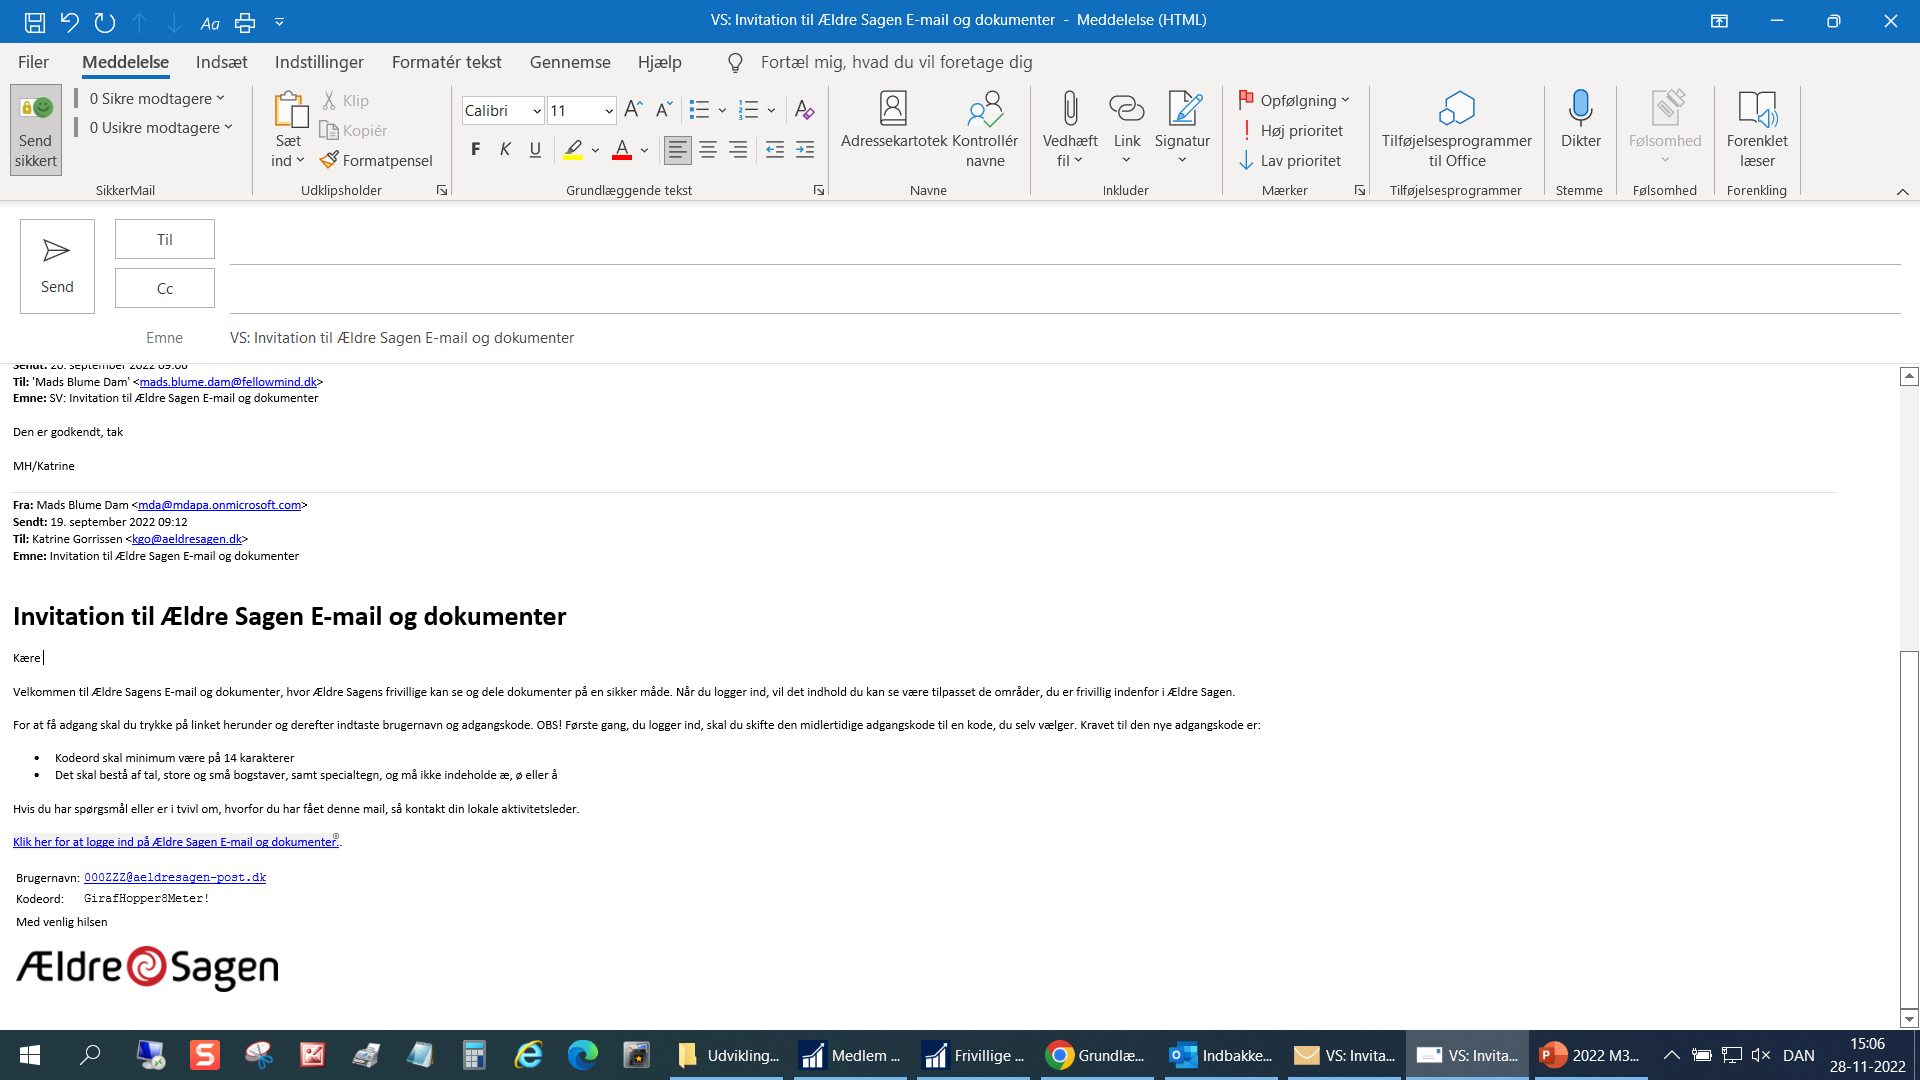 VS: Invitation til Ældre Sagen E-mail og dokumenter - Meddelelse (HTML)
Filer Meddelelse Indsæt Indstillinger Formatér tekst Gennemse Hjælp Fortæl mig, hvad du vil foretage dig
Send sikkert
0 Sikre modtagere
0 Usikre modtagere
SikkerMail
Sæt ind
Klip
Kopiér
Formatpensel
Udklipsholder
Calibri 11
F K U
Grundlæggende tekst
Adressekartotek
Kontrollér navne
Navne
Vedhæft fil
Link
Signatur
Inkluder
Opfølgning
Høj prioritet
Lav prioritet
Mærker
Tilføjelsesprogrammer til Office
Tilføjelsesprogrammer
Dikter
Stemme
Følsomhed
Følsomhed
Forenklet læser
Forenkling
Send
Til
Cc
Emne VS: Invitation til Ældre Sagen E-mail og dokumenter
Sendt: 20. september 2022 09:00
Til: 'Mads Blume Dam' <mads.blume.dam@fellowmind.dk>
Emne: SV: Invitation til Ældre Sagen E-mail og dokumenter
Den er godkendt, tak
MH/Katrine
Fra: Mads Blume Dam <mda@mdapa.onmicrosoft.com>
Sendt: 19. september 2022 09:12
Til: Katrine Gorrissen <kgo@aeldresagen.dk>
Emne: Invitation til Ældre Sagen E-mail og dokumenter
Invitation til Ældre Sagen E-mail og dokumenter
Kære
Velkommen til Ældre Sagens E-mail og dokumenter, hvor Ældre Sagens frivillige kan se og dele dokumenter på en sikker måde. Når du logger ind, vil det indhold du kan se være tilpasset de områder, du er frivillig indenfor i Ældre Sagen.
For at få adgang skal du trykke på linket herunder og derefter indtaste brugernavn og adgangskode. OBS! Første gang, du logger ind, skal du skifte den midlertidige adgangskode til en kode, du selv vælger. Kravet til den nye adgangskode er:
• Kodeord skal minimum være på 14 karakterer
• Det skal bestå af tal, store og små bogstaver, samt specialtegn, og må ikke indeholde æ, ø eller å
Hvis du har spørgsmål eller er i tvivl om, hvorfor du har fået denne mail, så kontakt din lokale aktivitetsleder.
Klik her for at logge ind på Ældre Sagen E-mail og dokumenter..
Brugernavn: 000ZZZ@aeldresagen-post.dk
Kodeord: GirafHopper8Meter!
Med venlig hilsen
Ældre Sagen
Udvikling... Medlem ... Frivillige ... Grundlæ... Indbakke... VS: Invita... VS: Invita... 2022 M3... DAN 15:06
28-11-2022